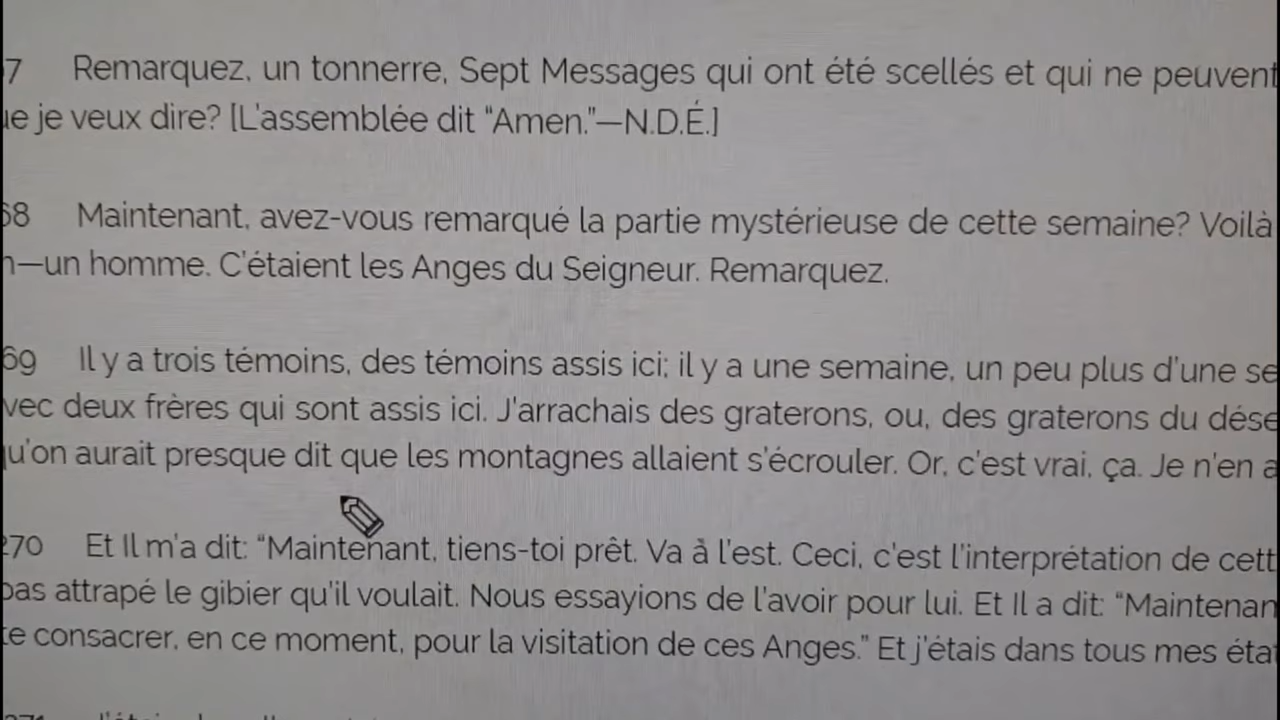 7 Remarquez, un tonnerre, Sept Messages qui ont été scellés et qui ne peuvent
je veux dire? [L'assemblée dit “Amen.”—N.D.É.]
68 Maintenant, avez-vous remarqué la partie mystérieuse de cette semaine? Voilà
—un homme. C'étaient les Anges du Seigneur. Remarquez.
69 Il y a trois témoins, des témoins assis ici; il y a une semaine, un peu plus d'une se
vec deux frères qui sont assis ici. J'arrachais des graterons, ou, des graterons du dése
qu'on aurait presque dit que les montagnes allaient s'écrouler. Or, c'est vrai, ça. Je n'en a
270 Et Il m'a dit: “Maintenant, tiens-toi prêt. Va à l'est. Ceci, c'est l'interprétation de cett
pas attrapé le gibier qu'il voulait. Nous essayions de l'avoir pour lui. Et Il a dit: “Maintenan
te consacrer, en ce moment, pour la visitation de ces Anges.” Et j'étais dans tous mes éta